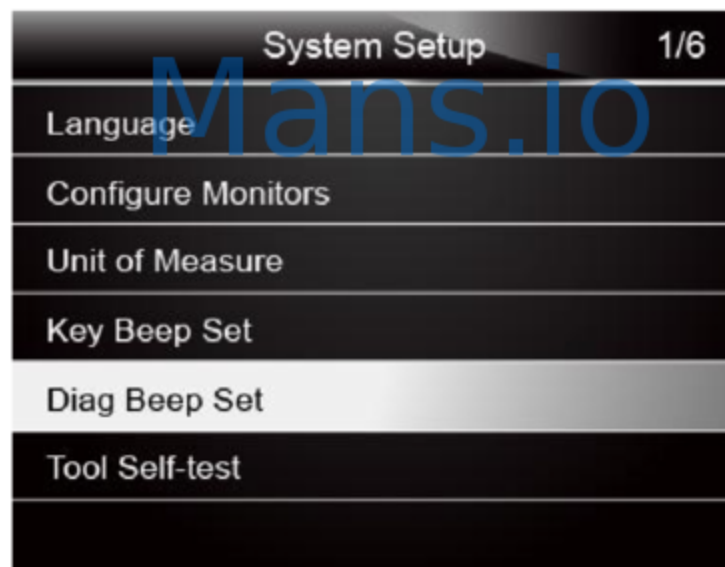 System Setup 1/6
Mans.io
Language
Configure Monitors
Unit of Measure
Key Beep Set
Diag Beep Set
Tool Self-test